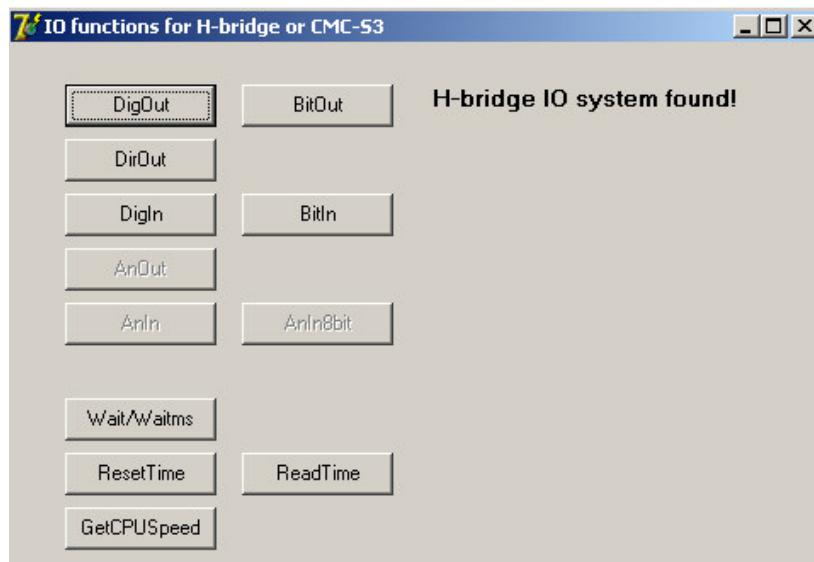 IO functions for H-bridge or CMC-S3
DigOut BitOut H-bridge IO system found!
DirOut
DigIn BitIn
AnOut
AnIn AnIn8bit
Wait/Waitms
ResetTime ReadTime
GetCPUSpeed